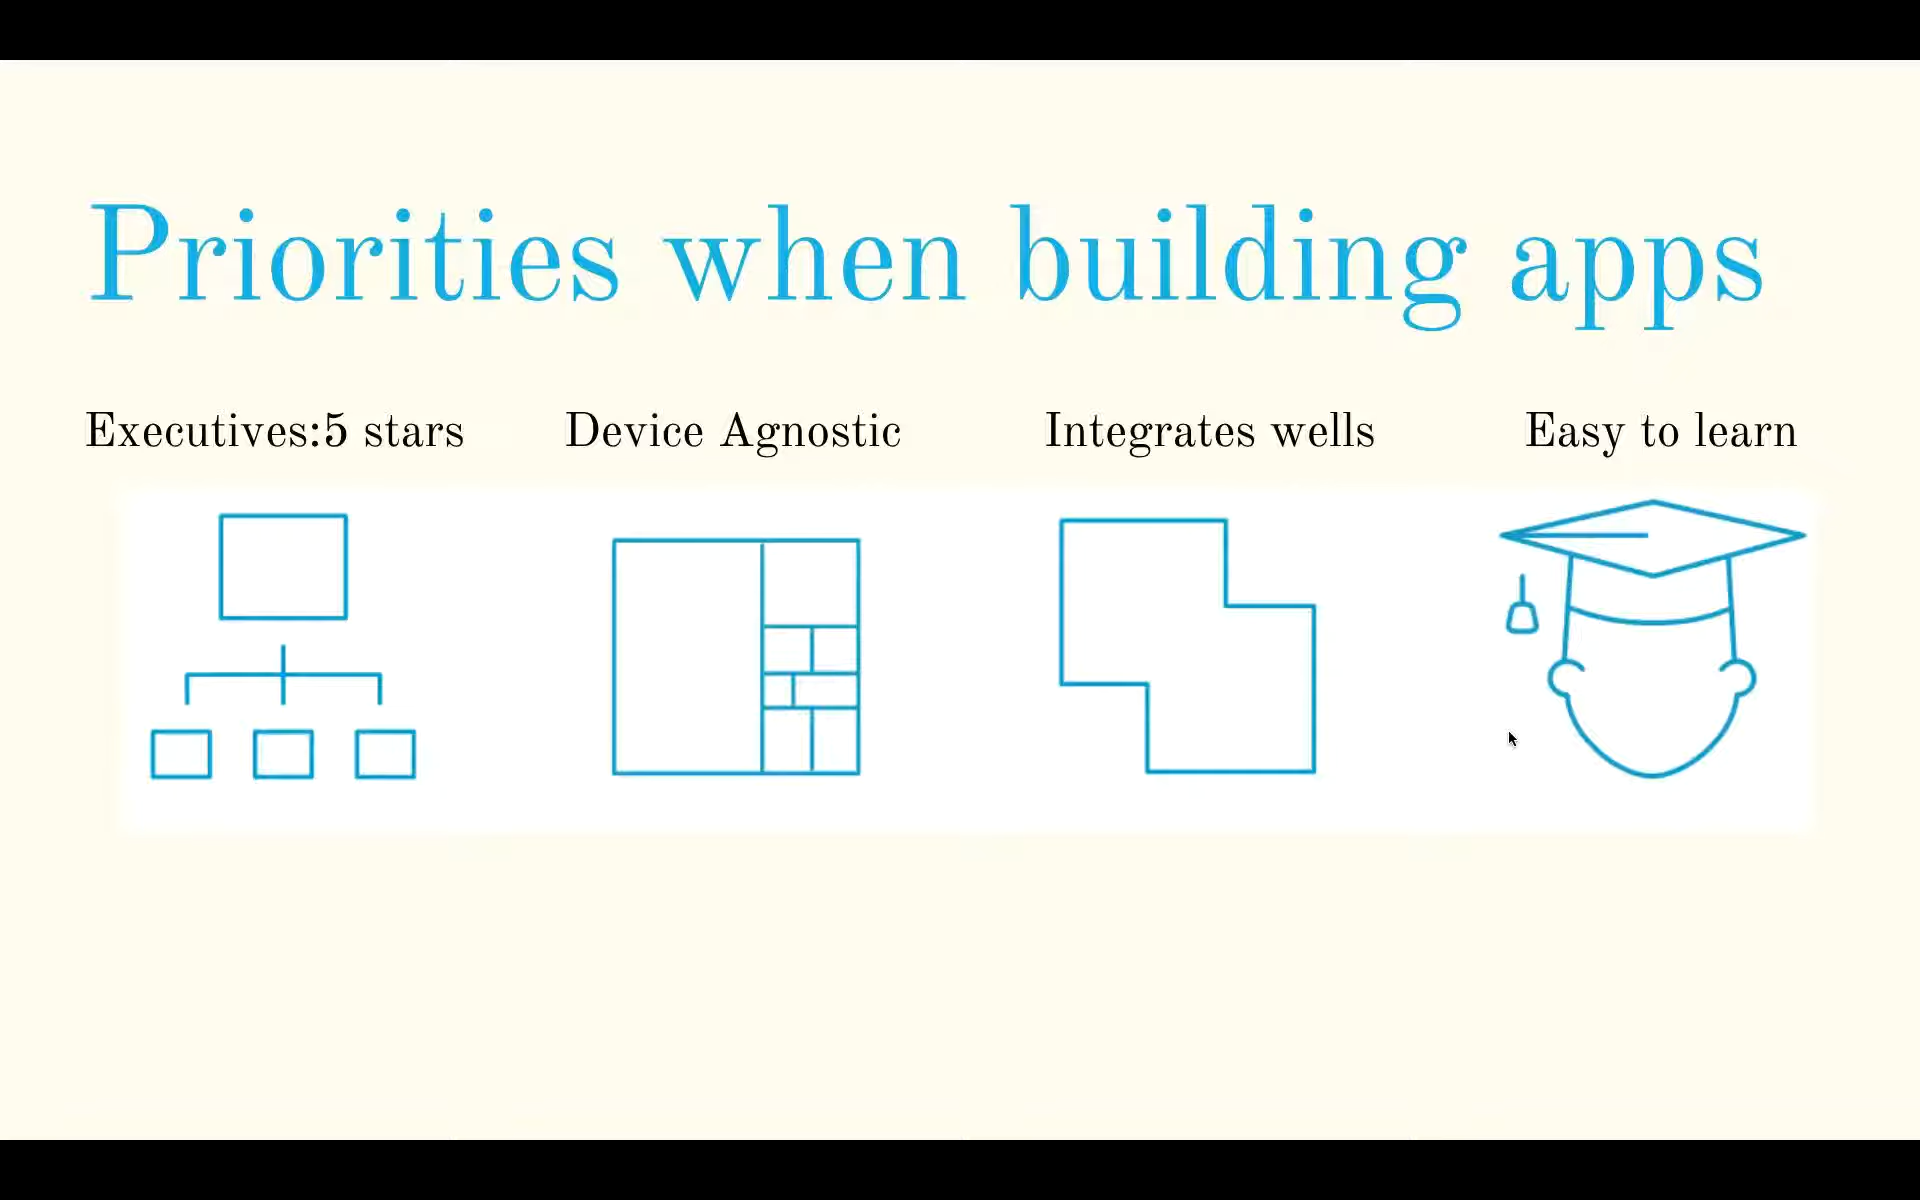 Priorities when building apps
Executives:5 stars
Device Agnostic
Integrates wells
Easy to learn